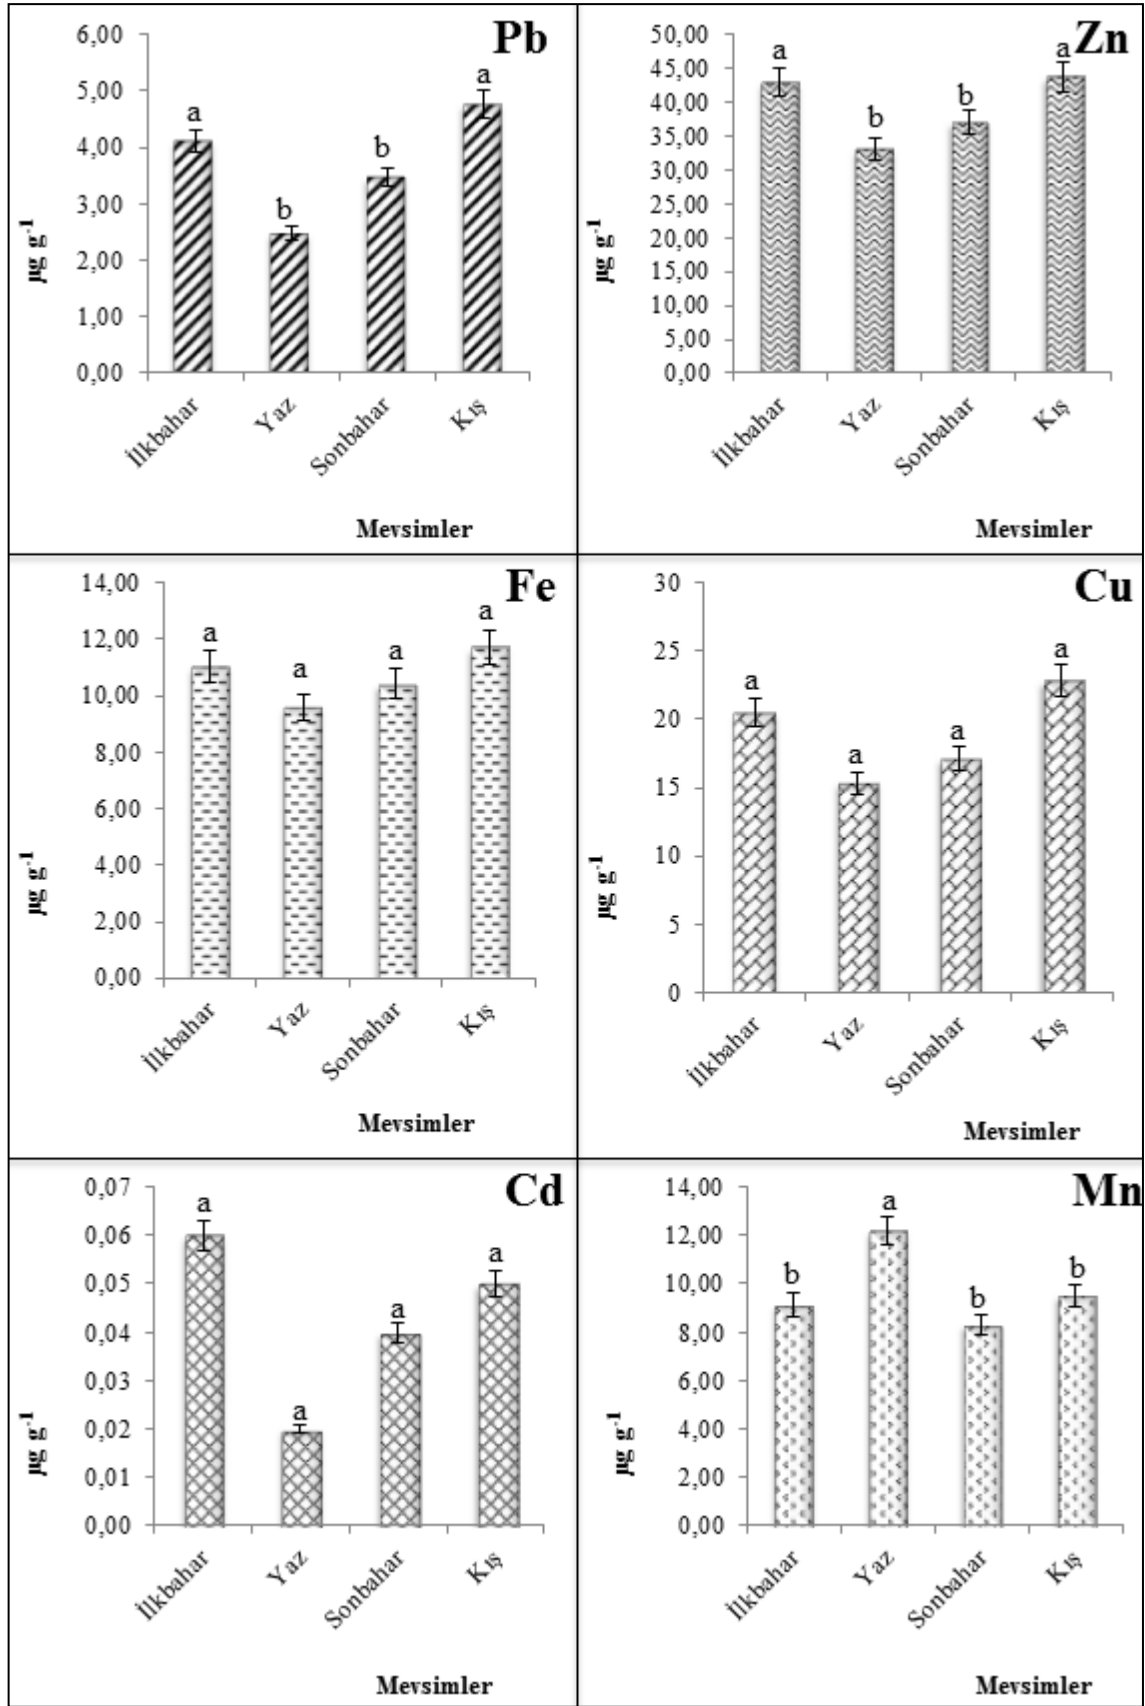 Pb
6,00
5,00
4,00
3,00
2,00
1,00
0,00
µg g-1
a
b
b
a
İlkbahar
Yaz
Sonbahar
Kış
Mevsimler
Zn
50,00
45,00
40,00
35,00
30,00
25,00
20,00
15,00
10,00
5,00
0,00
µg g-1
a
b
b
a
İlkbahar
Yaz
Sonbahar
Kış
Mevsimler
Fe
14,00
12,00
10,00
8,00
6,00
4,00
2,00
0,00
µg g-1
a
a
a
a
İlkbahar
Yaz
Sonbahar
Kış
Mevsimler
Cu
30
25
20
15
10
5
0
µg g-1
a
a
a
a
İlkbahar
Yaz
Sonbahar
Kış
Mevsimler
Cd
0,07
0,06
0,05
0,04
0,03
0,02
0,01
0,00
µg g-1
a
a
a
a
İlkbahar
Yaz
Sonbahar
Kış
Mevsimler
Mn
14,00
12,00
10,00
8,00
6,00
4,00
2,00
0,00
µg g-1
b
a
b
b
İlkbahar
Yaz
Sonbahar
Kış
Mevsimler